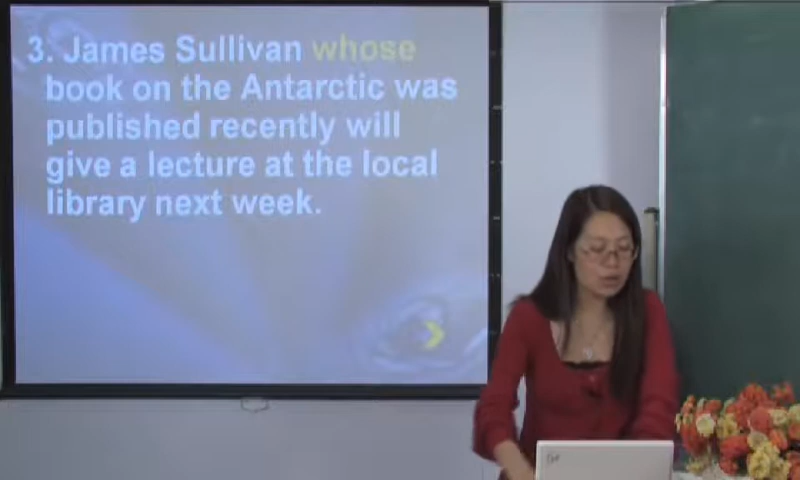 3. James Sullivan whose
book on the Antarctic was
published recently will
give a lecture at the local
library next week.